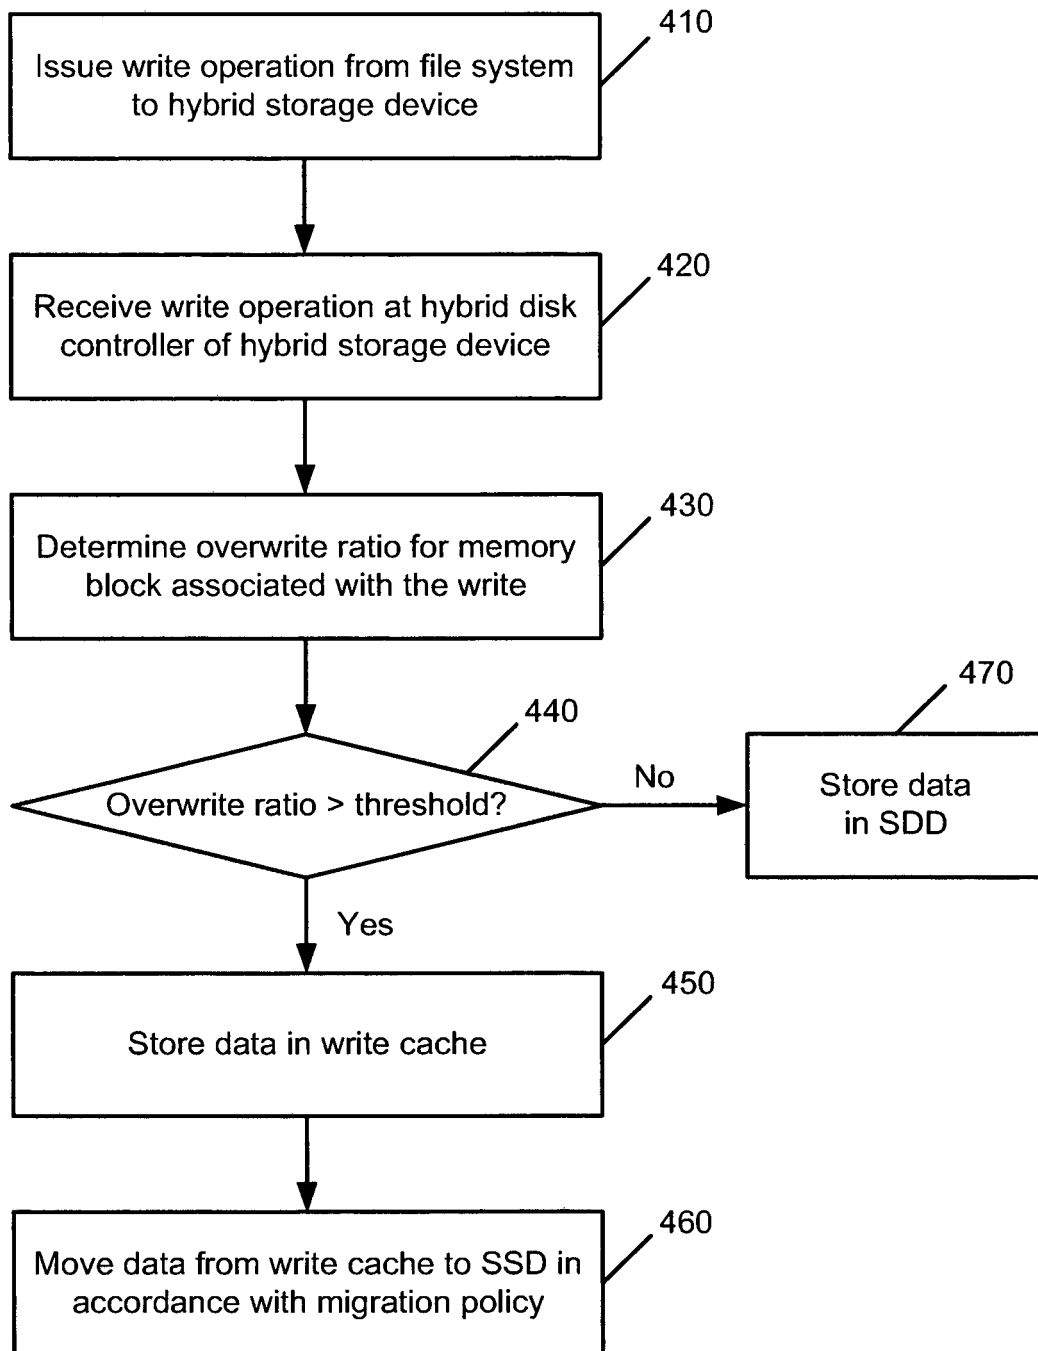 410
Issue write operation from file system
to hybrid storage device
420
Receive write operation at hybrid disk
controller of hybrid storage device
430
Determine overwrite ratio for memory
block associated with the write
440
470
Overwrite ratio > threshold?
No
Store data
in SDD
Yes
450
Store data in write cache
460
Move data from write cache to SSD in
accordance with migration policy